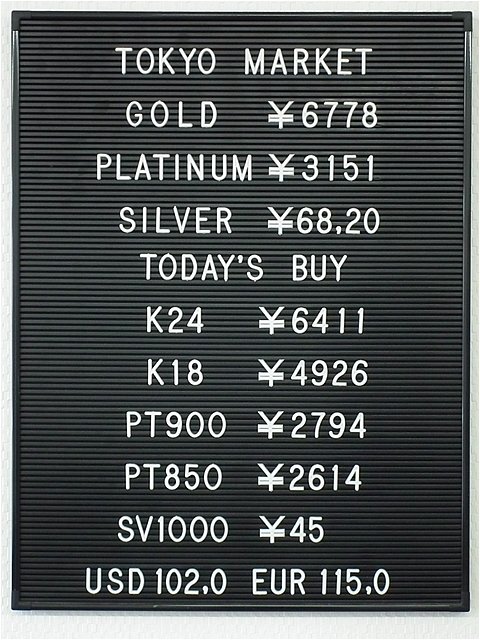 TOKYO MARKET
GOLD ¥6778
PLATINUM ¥3151
SILVER ¥68.20
TODAY'S BUY
K24 ¥6411
K18 ¥4926
PT900 ¥2794
PT850 ¥2614
SV1000 ¥45
USD 102.0 EUR 115.0